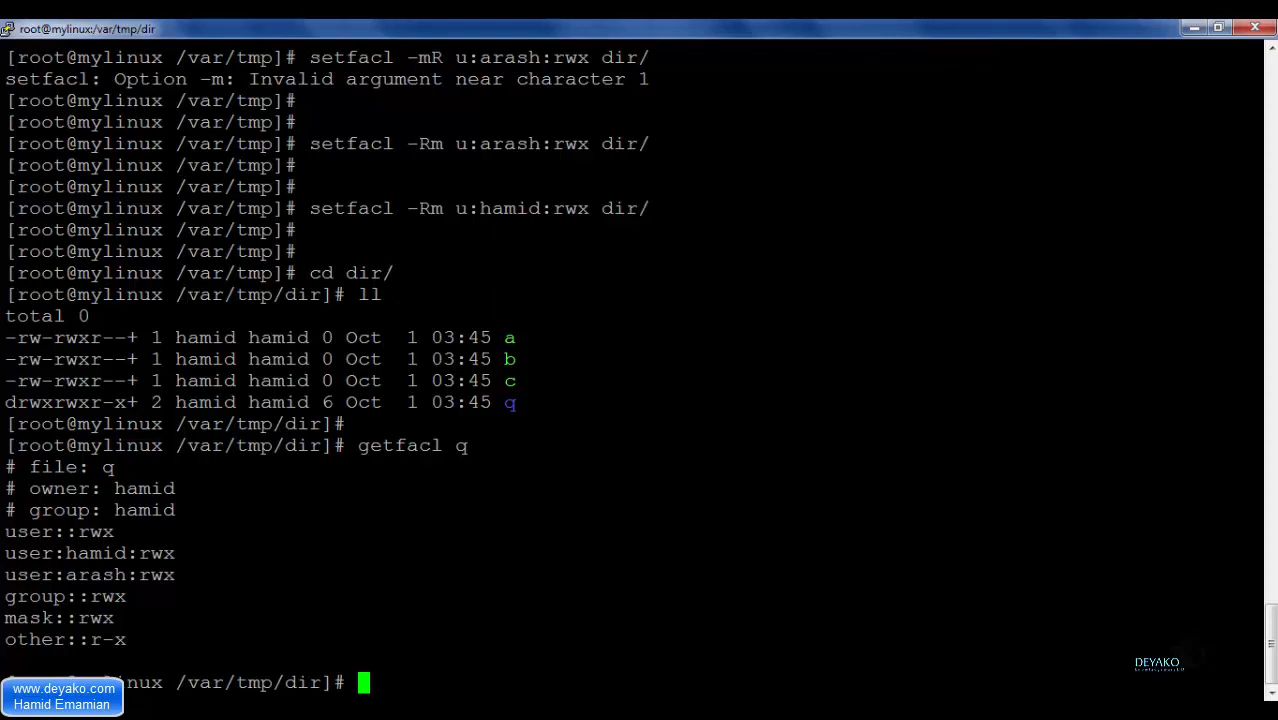 root@mylinux:/var/tmp/dir
[root@mylinux /var/tmp]# setfacl -mR u:arash:rwx dir/
setfacl: Option -m: Invalid argument near character 1
[root@mylinux /var/tmp]#
[root@mylinux /var/tmp]#
[root@mylinux /var/tmp]# setfacl -Rm u:arash:rwx dir/
[root@mylinux /var/tmp]#
[root@mylinux /var/tmp]#
[root@mylinux /var/tmp]# setfacl -Rm u:hamid:rwx dir/
[root@mylinux /var/tmp]#
[root@mylinux /var/tmp]#
[root@mylinux /var/tmp]# cd dir/
[root@mylinux /var/tmp/dir]# ll
total 0
-rw-rwxr--+ 1 hamid hamid 0 Oct  1 03:45 a
-rw-rwxr--+ 1 hamid hamid 0 Oct  1 03:45 b
-rw-rwxr--+ 1 hamid hamid 0 Oct  1 03:45 c
drwxrwxr-x+ 2 hamid hamid 6 Oct  1 03:45 q
[root@mylinux /var/tmp/dir]#
[root@mylinux /var/tmp/dir]# getfacl q
# file: q
# owner: hamid
# group: hamid
user::rwx
user:hamid:rwx
user:arash:rwx
group::rwx
mask::rwx
other::r-x
inux /var/tmp/dir]#
www.deyako.com
Hamid Emamian
DEYAKO